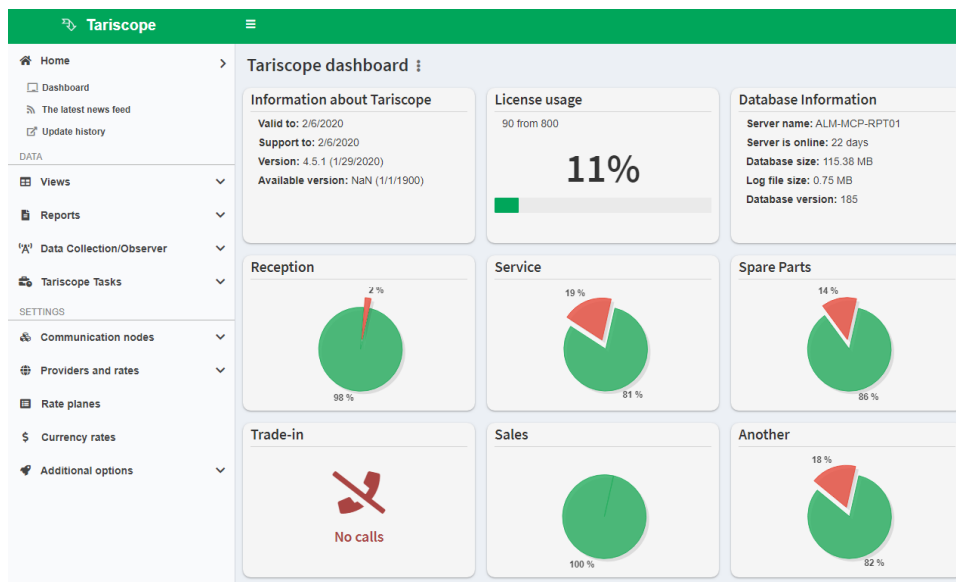 Tariscope
Home
Dashboard
The latest news feed
Update history
DATA
Views
Reports
Data Collection/Observer
Tariscope Tasks
SETTINGS
Communication nodes
Providers and rates
Rate planes
Currency rates
Additional options
Tariscope dashboard
Information about Tariscope
Valid to: 2/6/2020
Support to: 2/6/2020
Version: 4.5.1 (1/29/2020)
Available version: NaN (1/1/1900)
License usage
90 from 800
11%
Database Information
Server name: ALM-MCP-RPT01
Server is online: 22 days
Database size: 115.38 MB
Log file size: 0.75 MB
Database version: 185
Reception
2 %
98 %
Service
19 %
81 %
Spare Parts
14 %
86 %
Trade-in
No calls
Sales
100 %
Another
18 %
82 %